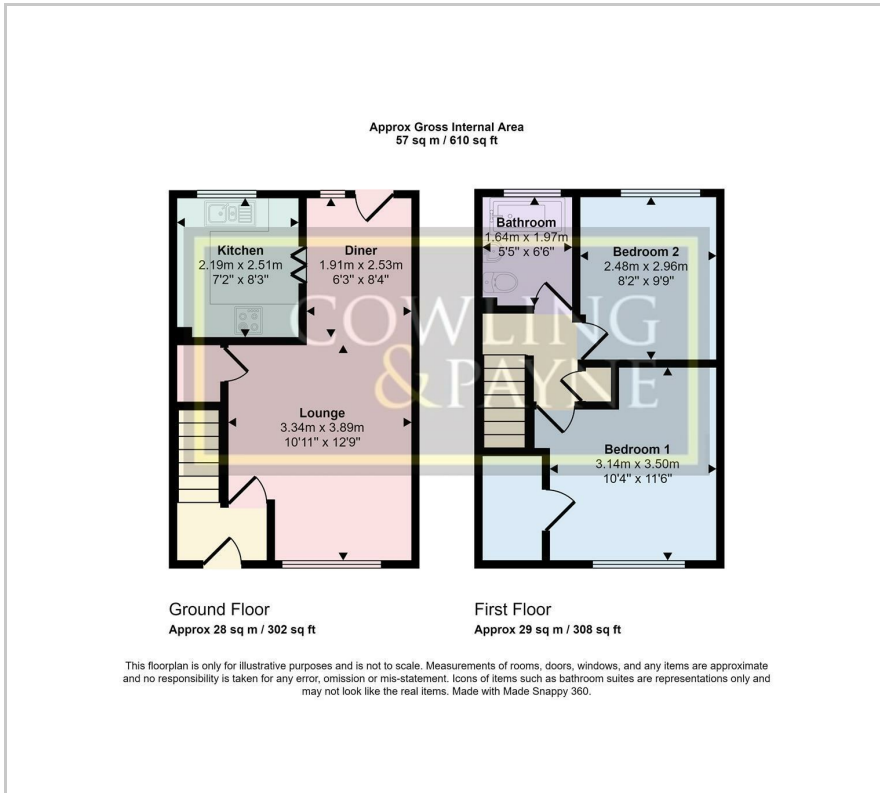 Approx Gross Internal Area
57 sq m / 610 sq ft
Kitchen
2.19m x 2.51m
7'2" x 8'3"
Diner
1.91m x 2.53m
6'3" x 8'4"
Lounge
3.34m x 3.89m
10'11" x 12'9"
Bathroom
1.64m x 1.97m
5'5" x 6'6"
Bedroom 2
2.48m x 2.96m
8'2" x 9'9"
Bedroom 1
3.14m x 3.50m
10'4" x 11'6"
COWLING
&PAYNE
Ground Floor
Approx 28 sq m / 302 sq ft
First Floor
Approx 29 sq m / 308 sq ft
This floorplan is only for illustrative purposes and is not to scale. Measurements of rooms, doors, windows, and any items are approximate
and no responsibility is taken for any error, omission or mis-statement. Icons of items such as bathroom suites are representations only and
may not look like the real items. Made with Made Snappy 360.